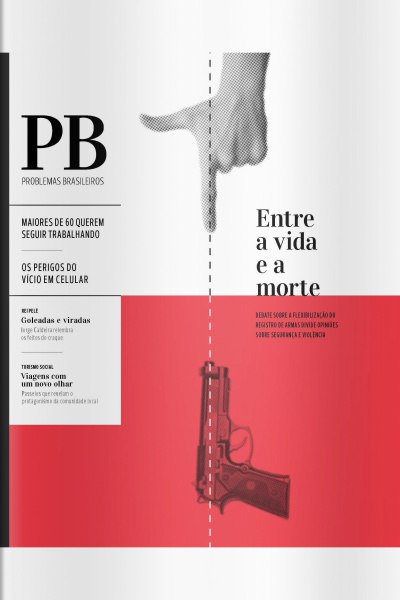 PB
PROBLEMAS BRASILEIROS
MAIORES DE 60 QUEREM
SEGUIR TRABALHANDO
OS PERIGOS DO
VÍCIO EM CELULAR
REI PELÉ
Goleadas e viradas
Jorge Caldeira relembra
os feitos do craque
TURISMO SOCIAL
Viagens com
um novo olhar
Passeios que revelam o
protagonismo da comunidade local
Entre
a vida
e a
morte
DEBATE SOBRE A FLEXIBILIZAÇÃO DO
REGISTRO DE ARMAS DIVIDE OPINIÕES
SOBRE SEGURANÇA E VIOLÊNCIA